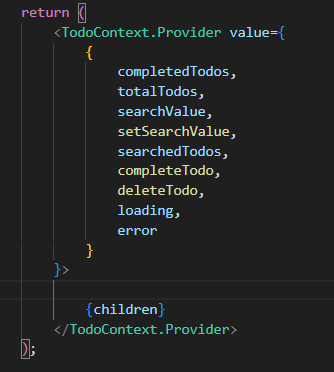 return (
<TodoContext.Provider value={
{
completedTodos,
totalTodos,
searchValue,
setSearchValue,
searchedTodos,
completeTodo,
deleteTodo,
loading,
error
}
}>
{children}
</TodoContext.Provider>
);